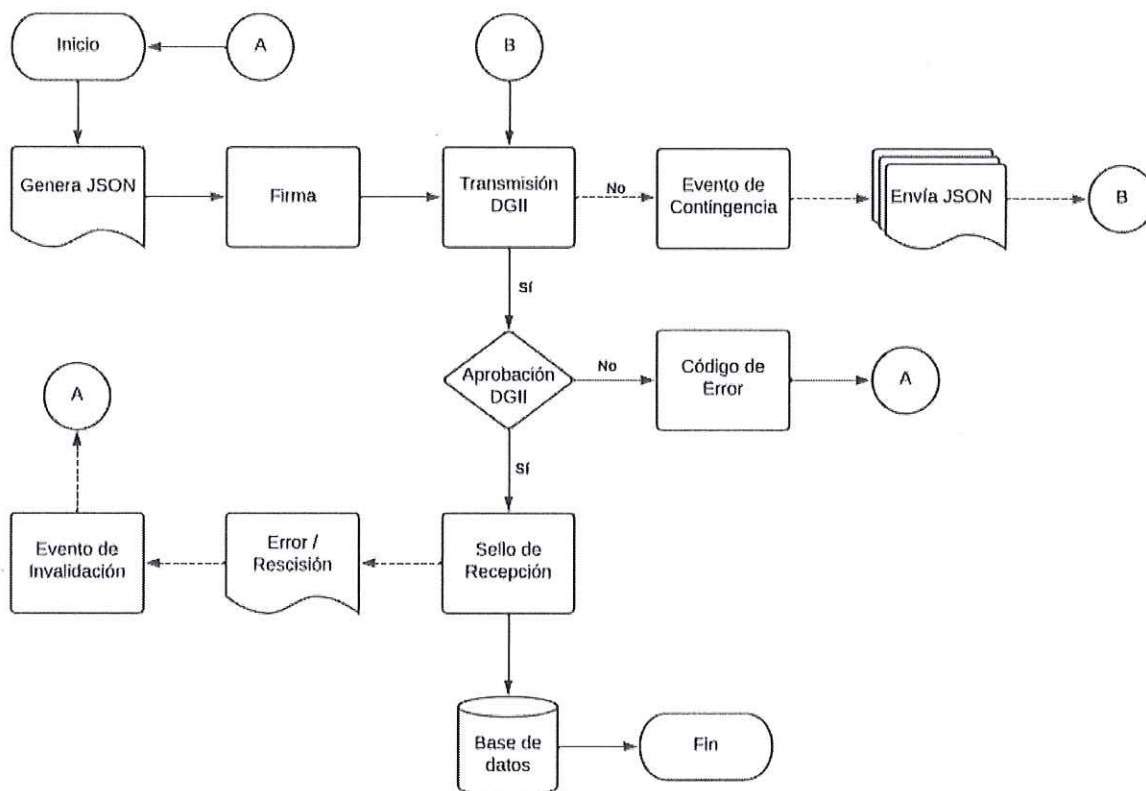 Inicio
A
B
Genera JSON
Firma
Transmisión
DGII
No
Evento de
Contingencia
Envía JSON
B
Sí
A
Aprobación
DGII
No
Código de
Error
A
Sí
Evento de
Invalidación
Error /
Rescisión
Sello de
Recepción
Base de
datos
Fin